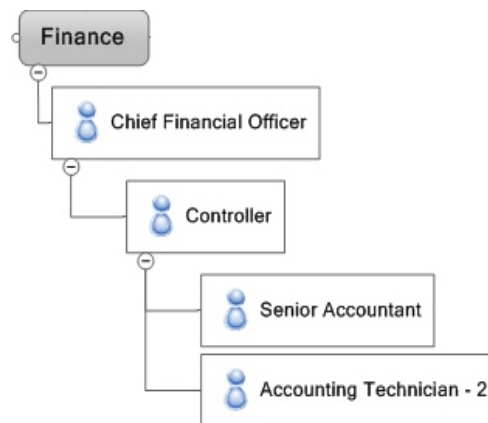 Finance
Chief Financial Officer
Controller
Senior Accountant
Accounting Technician - 2